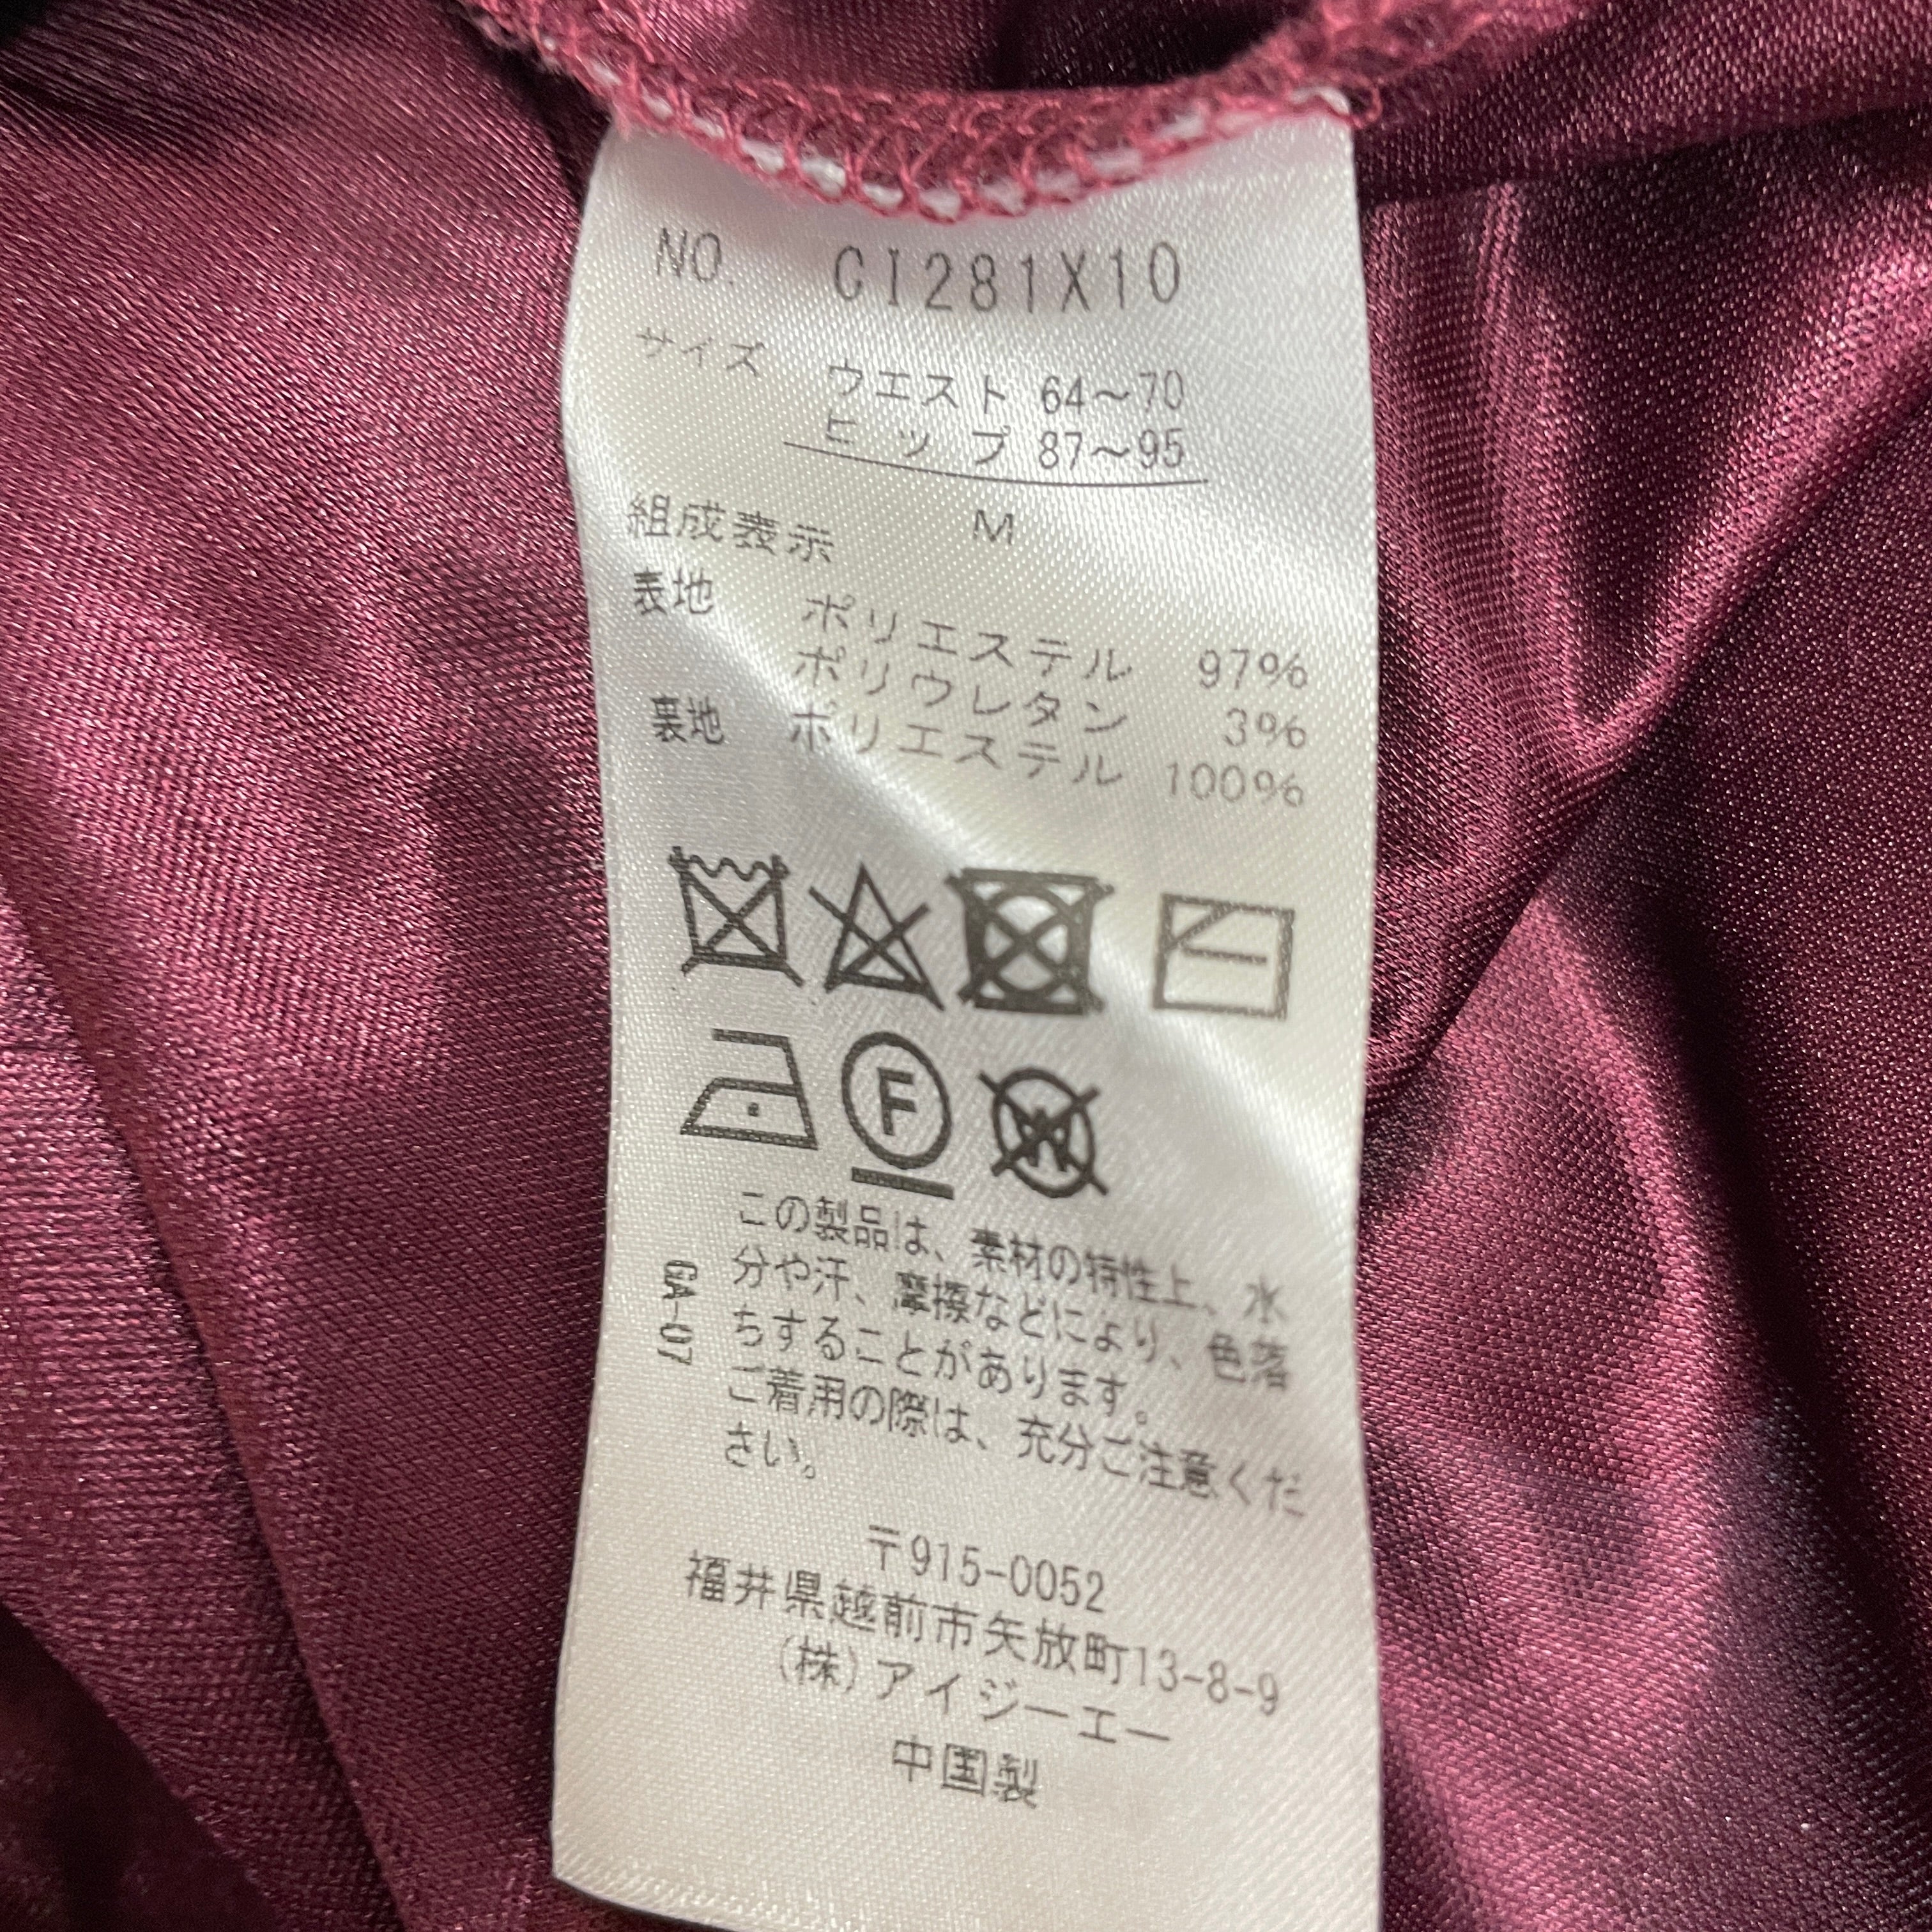 NO. CI281X10
サイズ ウエスト 64～70
ヒップ 87～95
M
組成表示
表地 ポリエステル 97%
ポリウレタン 3%
裏地 ポリエステル 100%
F
W
この製品は、素材の特性上、水
分や汗、摩擦などにより、色落
ちすることがあります。
ご着用の際は、充分ご注意くだ
さい。
GA-07
〒915-0052
福井県越前市矢放町13-8-9
(株)アイジーエー
中国製